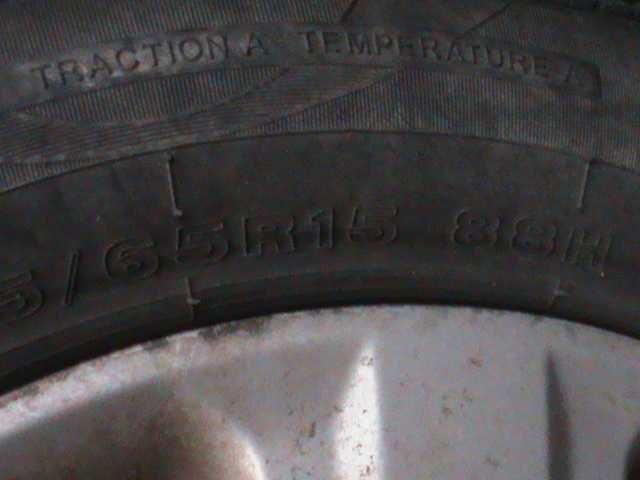 TRACTION A TEMPERATURE A
5/65R15 88H